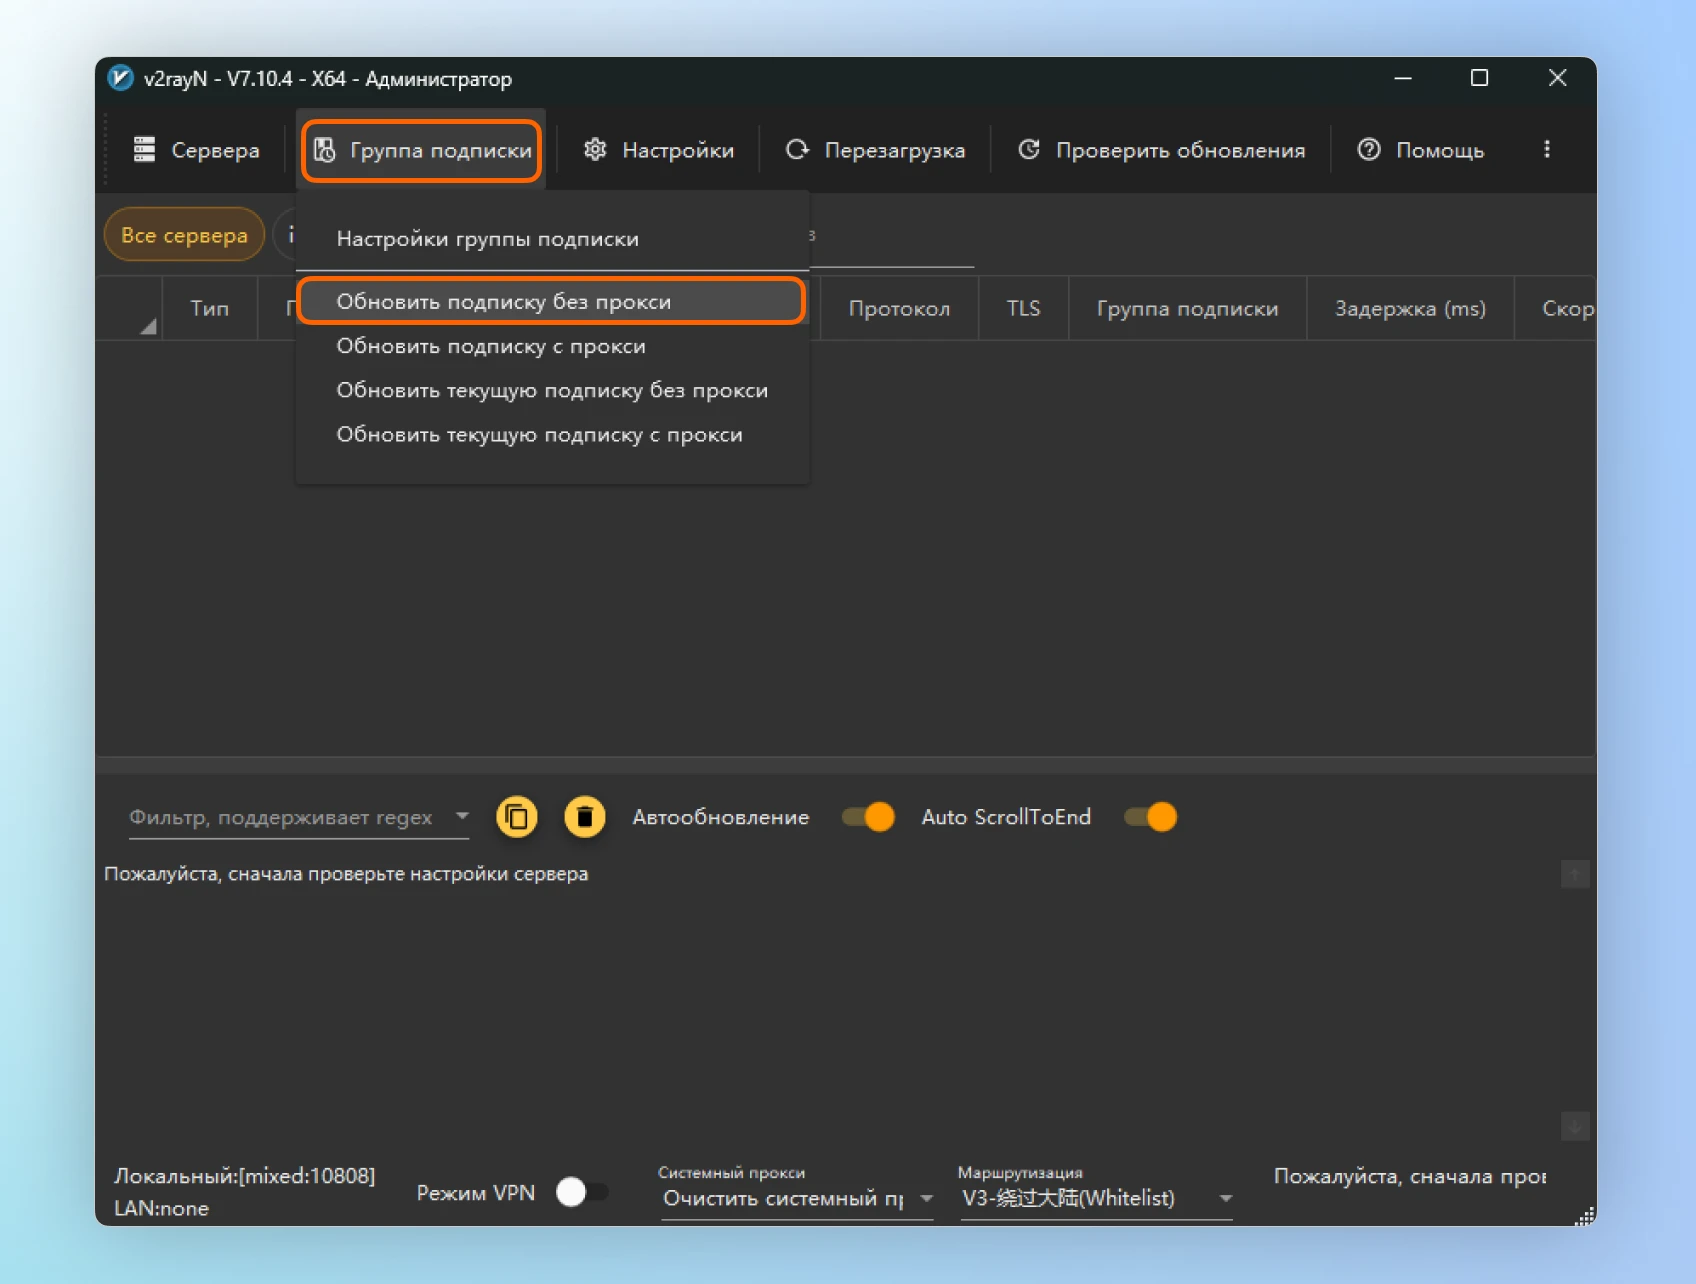 v2rayN - V7.10.4 - X64 - Администратор
Сервера
Группа подписки
Настройки
Перезагрузка
Проверить обновления
Помощь
Все сервера
Настройки группы подписки
Обновить подписку без прокси
Обновить подписку с прокси
Обновить текущую подписку без прокси
Обновить текущую подписку с прокси
Тип
Протокол
TLS
Группа подписки
Задержка (ms)
Скор
Фильтр, поддерживает regex
Автообновление
Auto ScrollToEnd
Пожалуйста, сначала проверьте настройки сервера
Локальный:[mixed:10808]
LAN:none
Режим VPN
Системный прокси
Очистить системный пр
Маршрутизация
V3-绕过大陆(Whitelist)
Пожалуйста, сначала пров